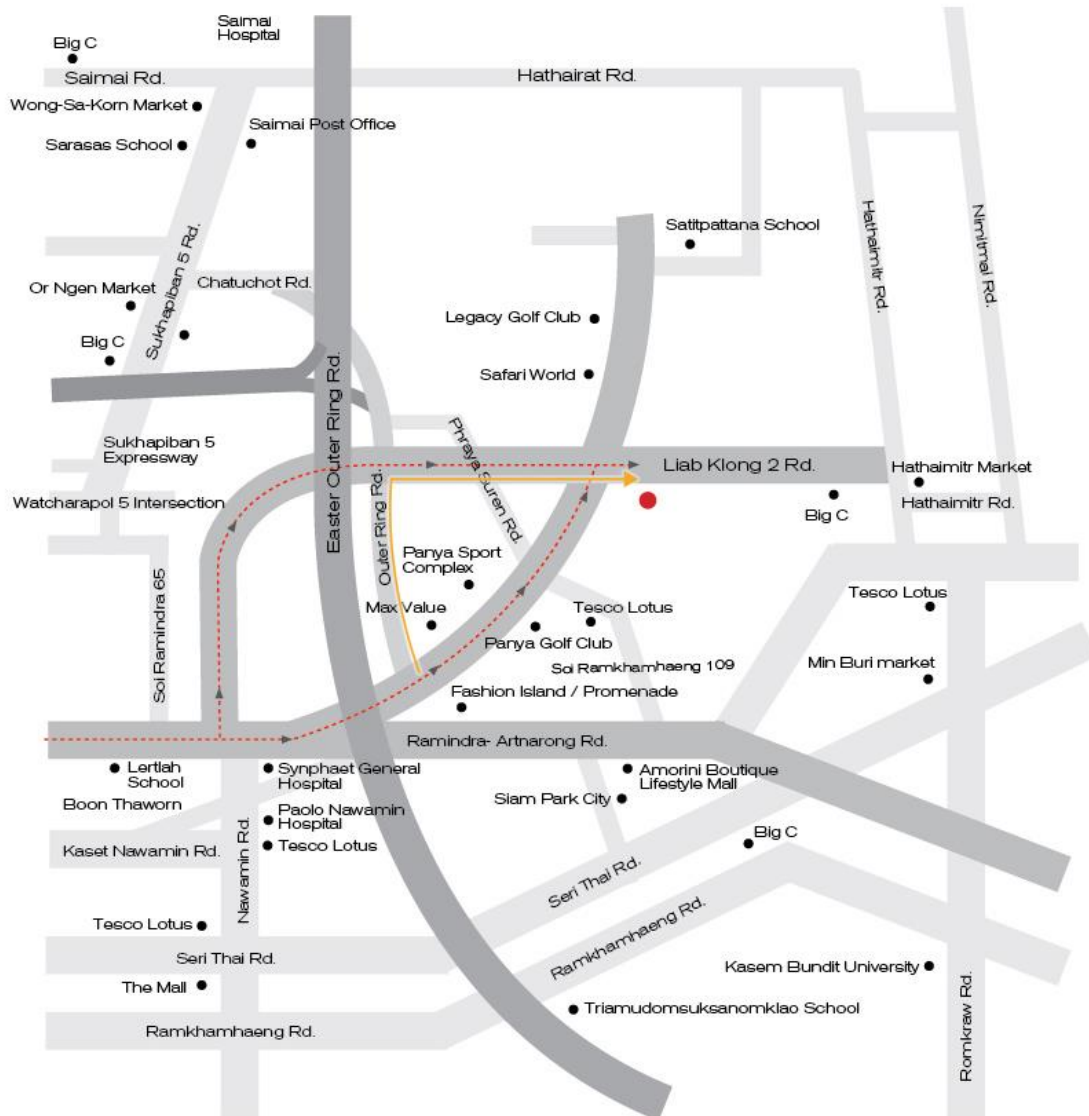 Saimai
Hospital
Big C
Saimai Rd.
Hathairat Rd.
Wong-Sa-Korn Market
Saimai Post Office
Sarasas School
Sukhapiban 5 Rd.
Satitpattana School
Hathaimitr Rd.
Nimitmai Rd.
Chatuchot Rd.
Or Ngen Market
Legacy Golf Club
Big C
Safari World
Easter Outer Ring Rd.
Phraya Suren Rd.
Sukhapiban 5
Expressway
Liab Klong 2 Rd.
Hathaimitr Market
Watcharapol 5 Intersection
Outer Ring Rd.
Big C
Hathaimitr Rd.
Panya Sport
Complex
Soi Ramindra 65
Max Value
Tesco Lotus
Tesco Lotus
Panya Golf Club
Soi Ramkhamhaeng 109
Min Buri market
Fashion Island / Promenade
Ramindra- Artnarong Rd.
Lertlah
School
Synphaet General
Hospital
Amorini Boutique
Lifestyle Mall
Boon Thaworn
Siam Park City
Paolo Nawamin
Hospital
Big C
Kaset Nawamin Rd.
Nawamin Rd.
Tesco Lotus
Seri Thai Rd.
Tesco Lotus
Ramkhamhaeng Rd.
Seri Thai Rd.
Kasem Bundit University
The Mall
Triamudomsuksanomklao School
Ramkhamhaeng Rd.
Romkraw Rd.